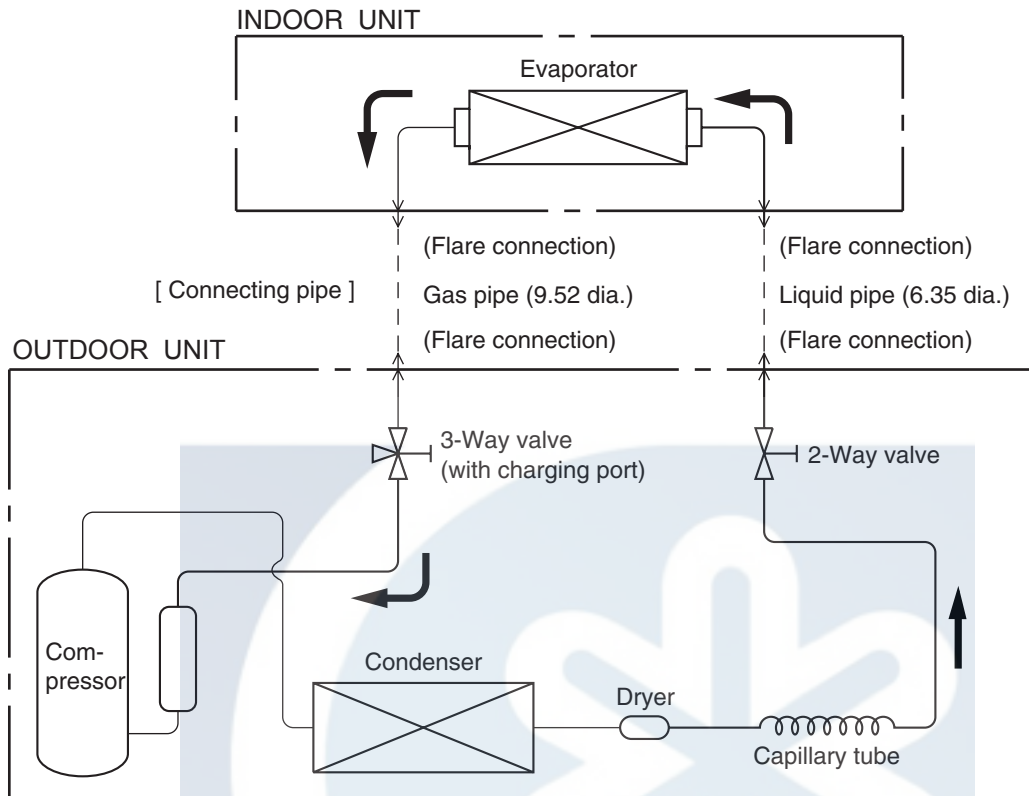 INDOOR UNIT
Evaporator
(Flare connection)
(Flare connection)
[ Connecting pipe ]
Gas pipe (9.52 dia.)
Liquid pipe (6.35 dia.)
(Flare connection)
(Flare connection)
OUTDOOR UNIT
3-Way valve
(with charging port)
2-Way valve
Com-
pressor
Condenser
Dryer
Capillary tube